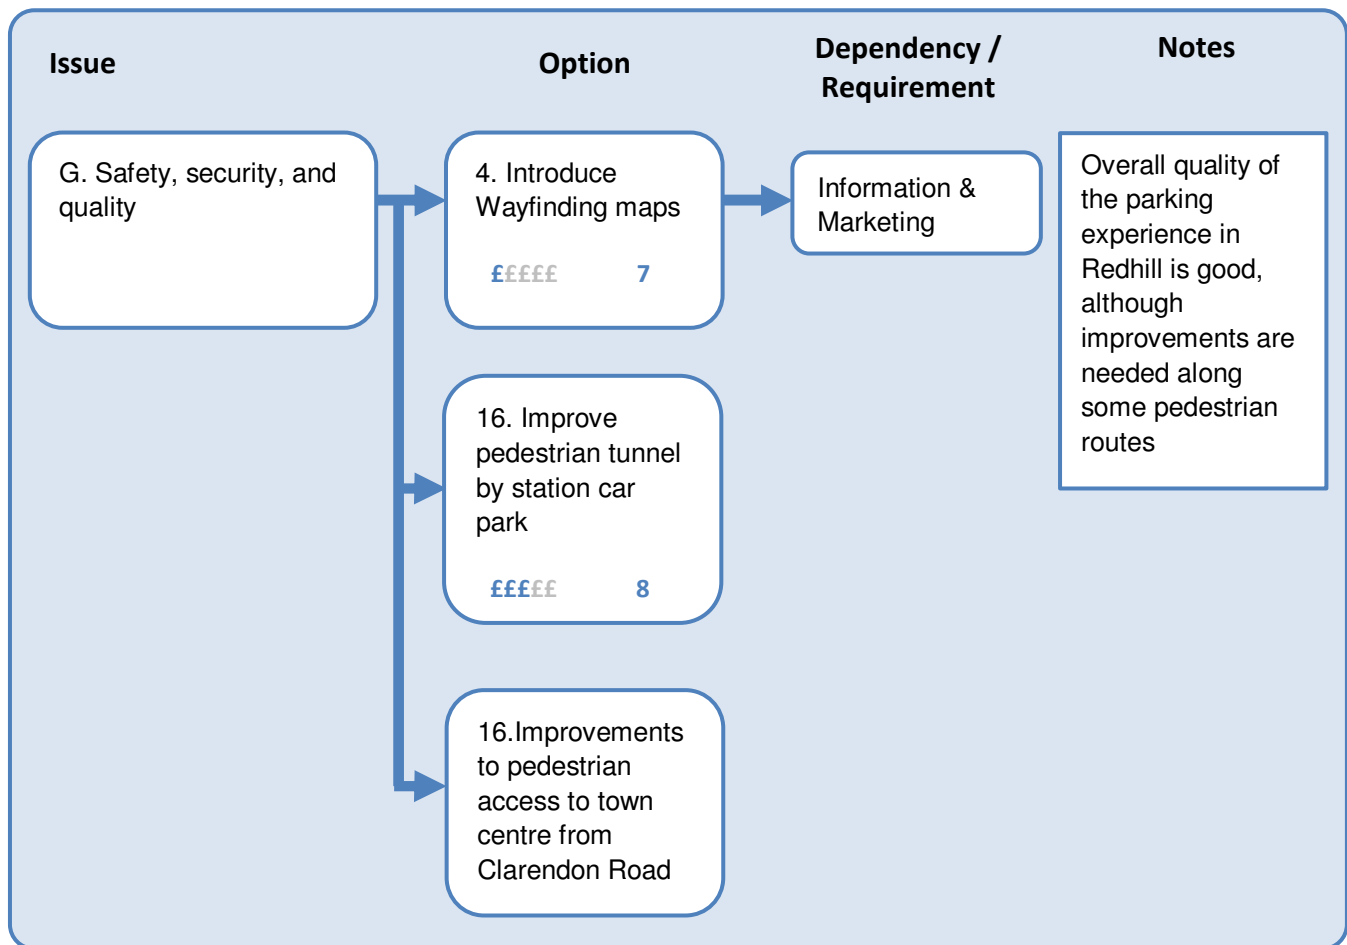 Issue
Option
Dependency /
Requirement
Notes
G. Safety, security, and
quality
4. Introduce
Wayfinding maps
£££££ 7
Information &
Marketing
Overall quality of
the parking
experience in
Redhill is good,
although
improvements are
needed along
some pedestrian
routes
16. Improve
pedestrian tunnel
by station car
park
£££££ 8
16.Improvements
to pedestrian
access to town
centre from
Clarendon Road